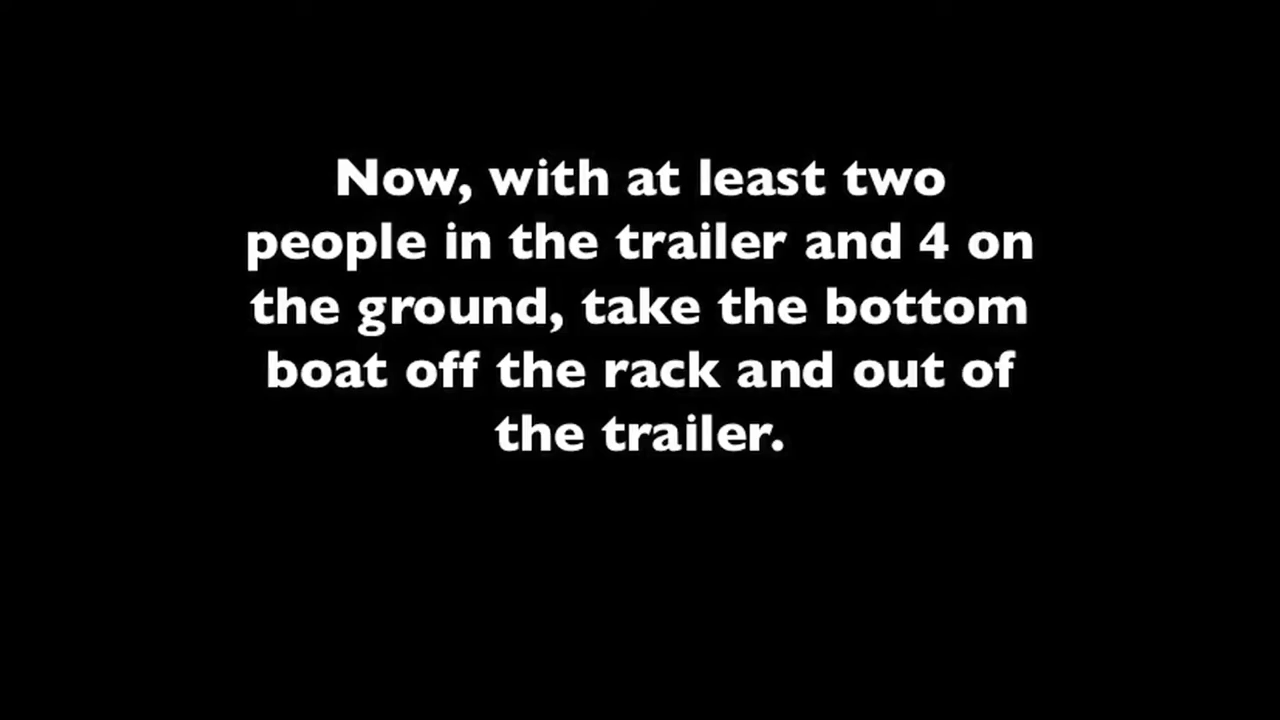 Now, with at least two
people in the trailer and 4 on
the ground, take the bottom
boat off the rack and out of
the trailer.